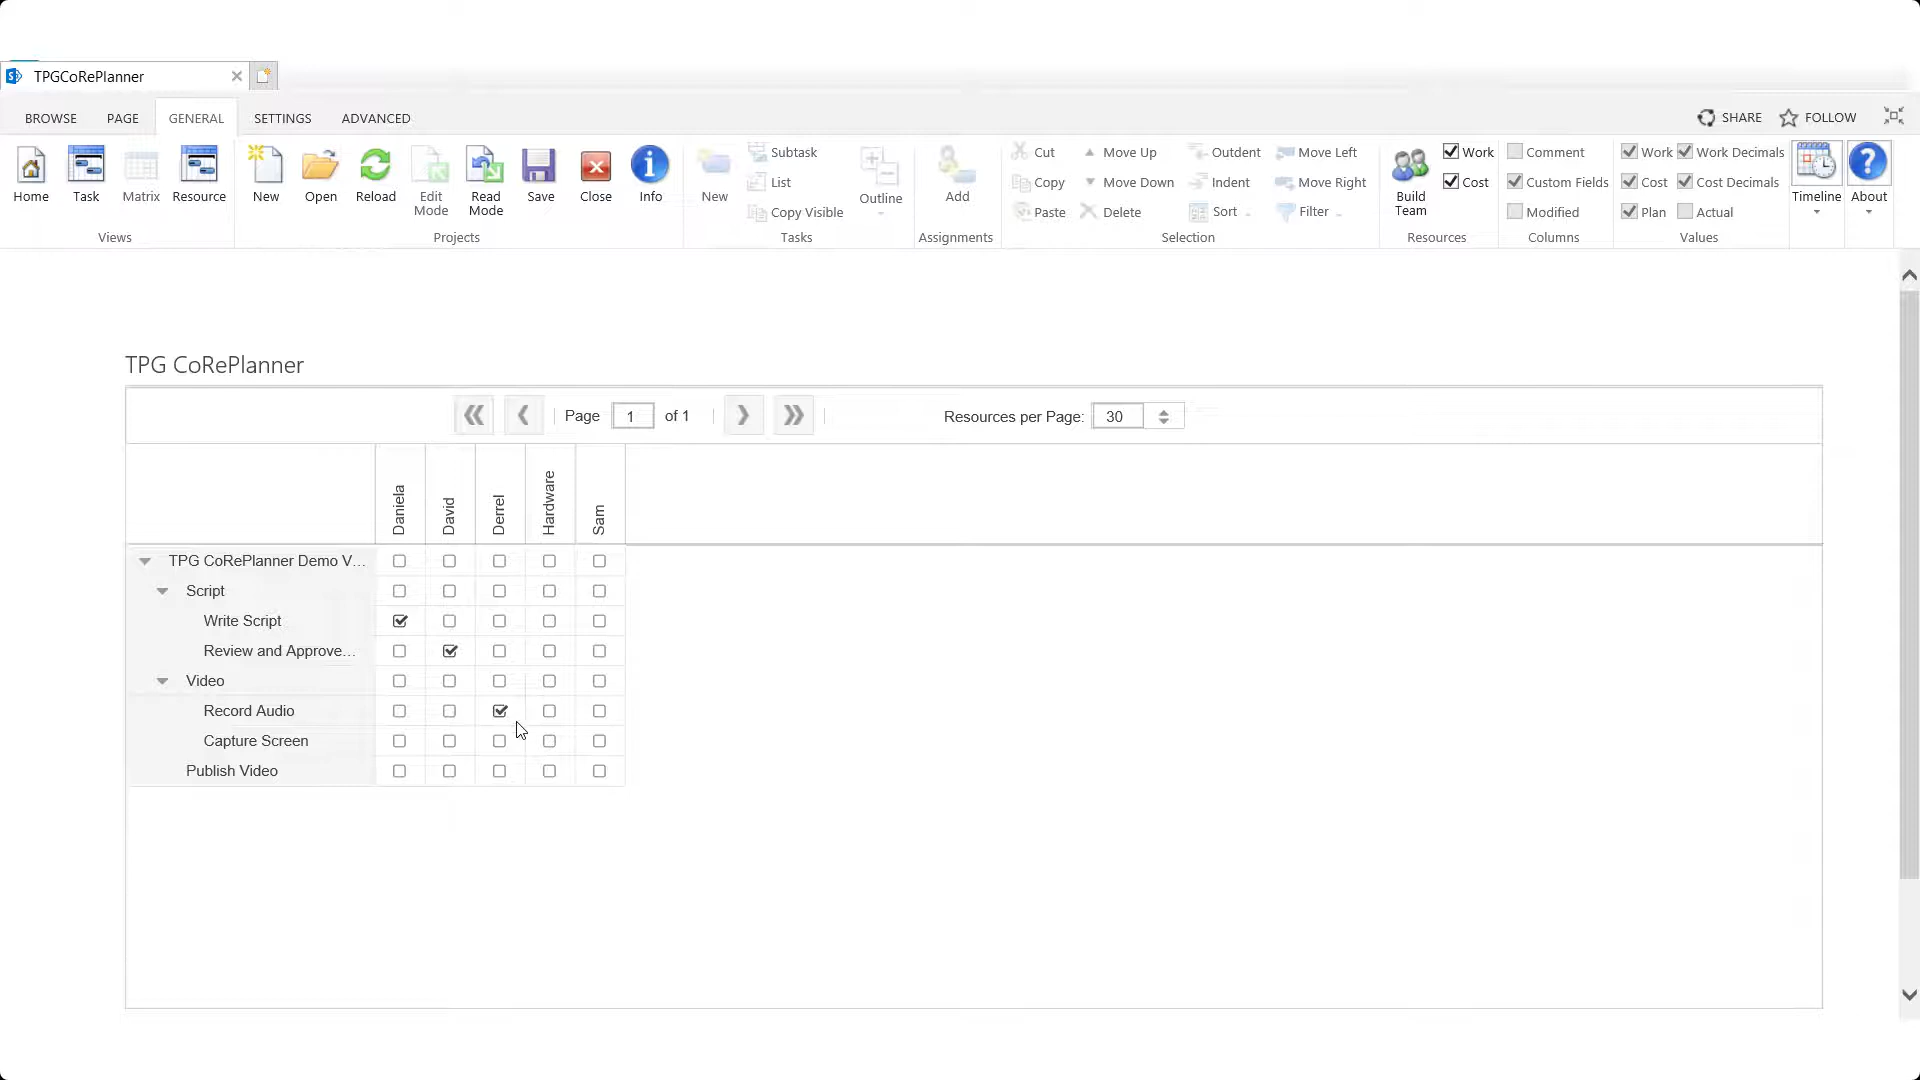 TPGCoRePlanner
BROWSE PAGE GENERAL SETTINGS ADVANCED SHARE FOLLOW
Home Task Matrix Resource
Views
New Open Reload Edit Mode Read Mode Save Close Info
Projects
New Subtask List Copy Visible Outline
Tasks
Add
Assignments
Cut Move Up Outdent Move Left
Copy Move Down Indent Move Right
Paste Delete Sort Filter
Selection
Build Team Work Cost
Resources
Comment
Custom Fields
Modified
Columns
Work Work Decimals
Cost Cost Decimals
Plan Actual
Values
Timeline About
TPG CoRePlanner
Page 1 of 1 Resources per Page: 30
Daniela David Derrel Hardware Sam
TPG CoRePlanner Demo V...
Script
Write Script
Review and Approve...
Video
Record Audio
Capture Screen
Publish Video